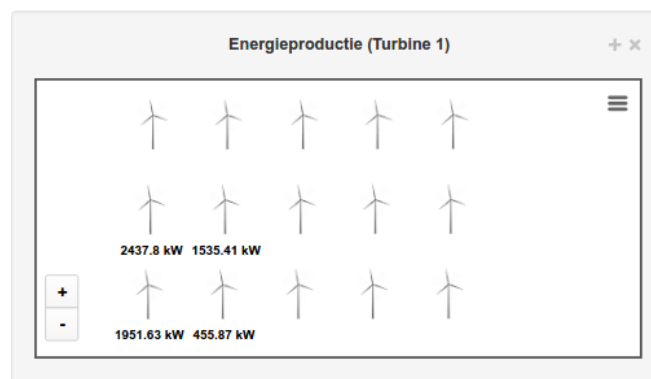 Energieproductie (Turbine 1)
2437.8 kW 1535.41 kW
+
-
1951.63 kW 455.87 kW